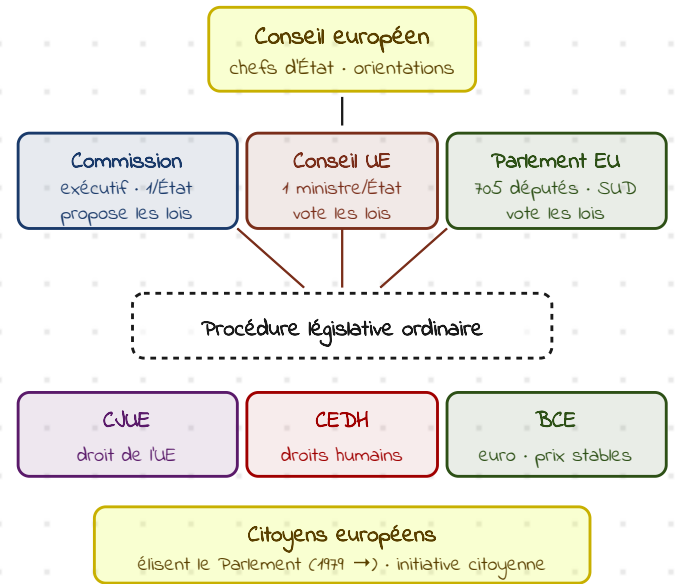 Conseil européen
chefs d'État · orientations
Commission
exécutif · 1/État
propose les lois
Conseil UE
1 ministre/État
vote les lois
Parlement EU
705 députés · SUD
vote les lois
Procédure législative ordinaire
CJUE
droit de l'UE
CEDH
droits humains
BCE
euro · prix stables
Citoyens européens
élisent le Parlement (1979 →) · initiative citoyenne